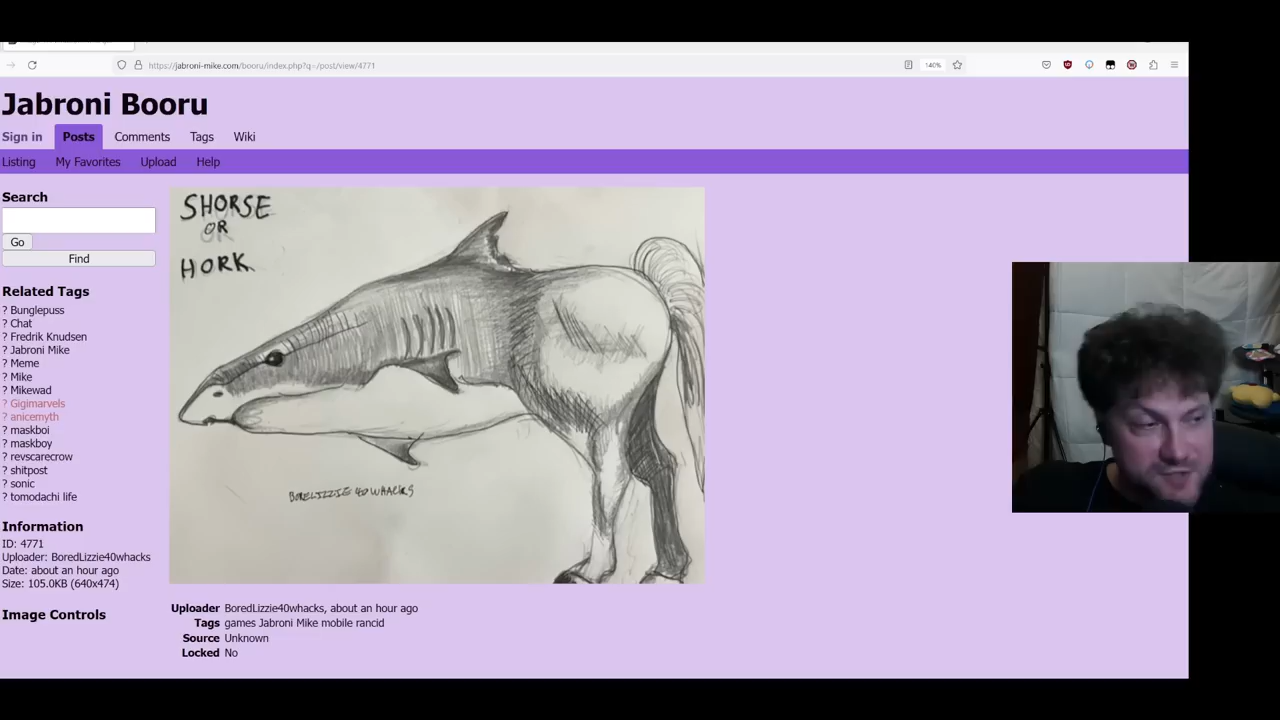 https://jabroni-mike.com/booru/index.php?q=/post/view/4771
140%
Jabroni Booru
Sign in
Posts
Comments
Tags
Wiki
Listing
My Favorites
Upload
Help
Search
Go
Find
Related Tags
? Bunglepuss
? Chat
? Fredrik Knudsen
? Jabroni Mike
? Meme
? Mike
? Mikewad
? Gigimarvels
? anicemyth
? maskboi
? maskboy
? revscarecrow
? shitpost
? sonic
? tomodachi life
Information
ID: 4771
Uploader: BoredLizzie40whacks
Date: about an hour ago
Size: 105.0KB (640x474)
Image Controls
SHORSE
OR
HORK
BORELIZZIE 40 WHACKS
Uploader BoredLizzie40whacks, about an hour ago
Tags games Jabroni Mike mobile rancid
Source Unknown
Locked No